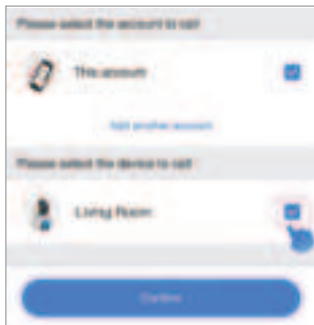 Please select the account to call
This account
Add another account
Please select the device to call
Living Room
Confirm